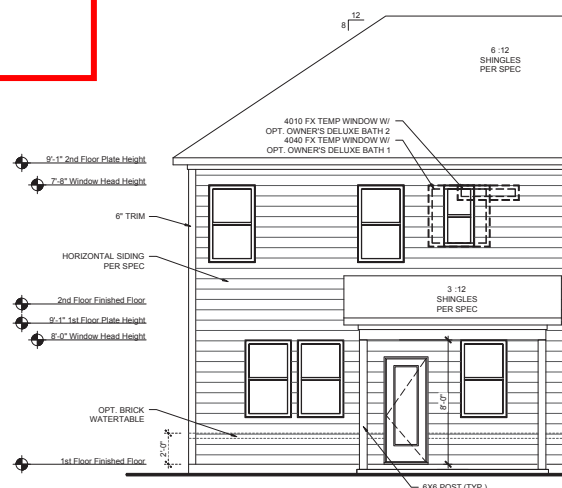 12
8
6 :12
SHINGLES
PER SPEC
4010 FX TEMP WINDOW W/
OPT. OWNER'S DELUXE BATH 2
4040 FX TEMP WINDOW W/
OPT. OWNER'S DELUXE BATH 1
9'-1" 2nd Floor Plate Height
7'-8" Window Head Height
6" TRIM
HORIZONTAL SIDING
PER SPEC
3 :12
SHINGLES
PER SPEC
2nd Floor Finished Floor
9'-1" 1st Floor Plate Height
8'-0" Window Head Height
8'-0"
OPT. BRICK
WATERTABLE
2'-0"
1st Floor Finished Floor
6X6 POST (TYP.)